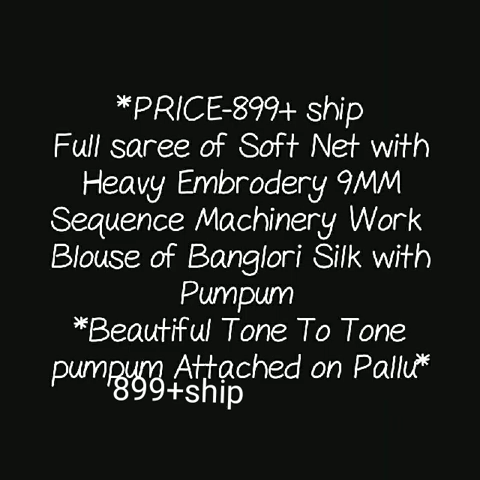 *PRICE-899+ ship
Full saree of Soft Net with
Heavy Embrodery 9MM
Sequence Machinery Work
Blouse of Banglori Silk with
Pumpum
*Beautiful Tone To Tone
pumpum Attached on Pallu*
899+ship